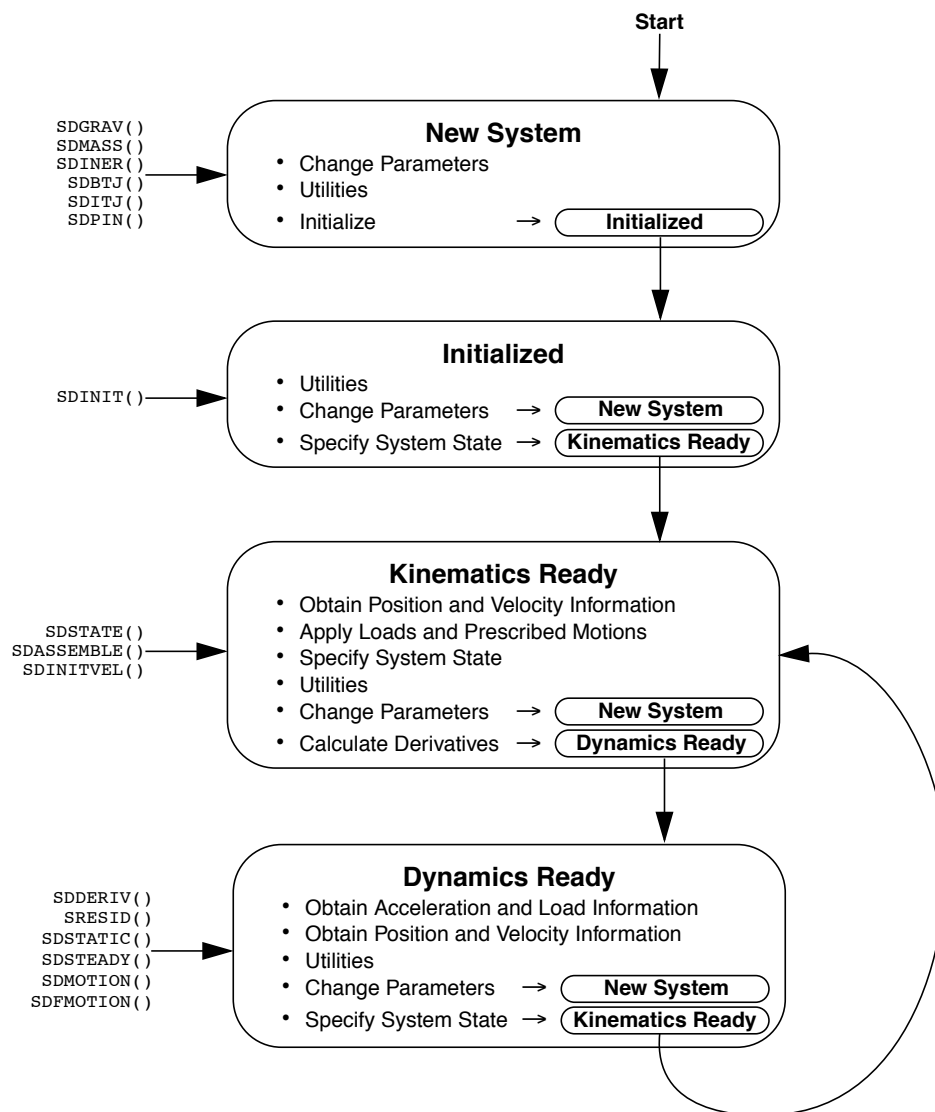 Start
New System
SDGRAV()
SDMASS()
SDINER()
SDBTJ()
SDITJ()
SDPIN()
• Change Parameters
• Utilities
• Initialize → Initialized
Initialized
SDINIT()
• Utilities
• Change Parameters → New System
• Specify System State → Kinematics Ready
Kinematics Ready
SDSTATE()
SDASSEMBLE()
SDINITVEL()
• Obtain Position and Velocity Information
• Apply Loads and Prescribed Motions
• Specify System State
• Utilities
• Change Parameters → New System
• Calculate Derivatives → Dynamics Ready
Dynamics Ready
SDDERIV()
SRESID()
SDSTATIC()
SDSTEADY()
SDMOTION()
SDFMOTION()
• Obtain Acceleration and Load Information
• Obtain Position and Velocity Information
• Utilities
• Change Parameters → New System
• Specify System State → Kinematics Ready